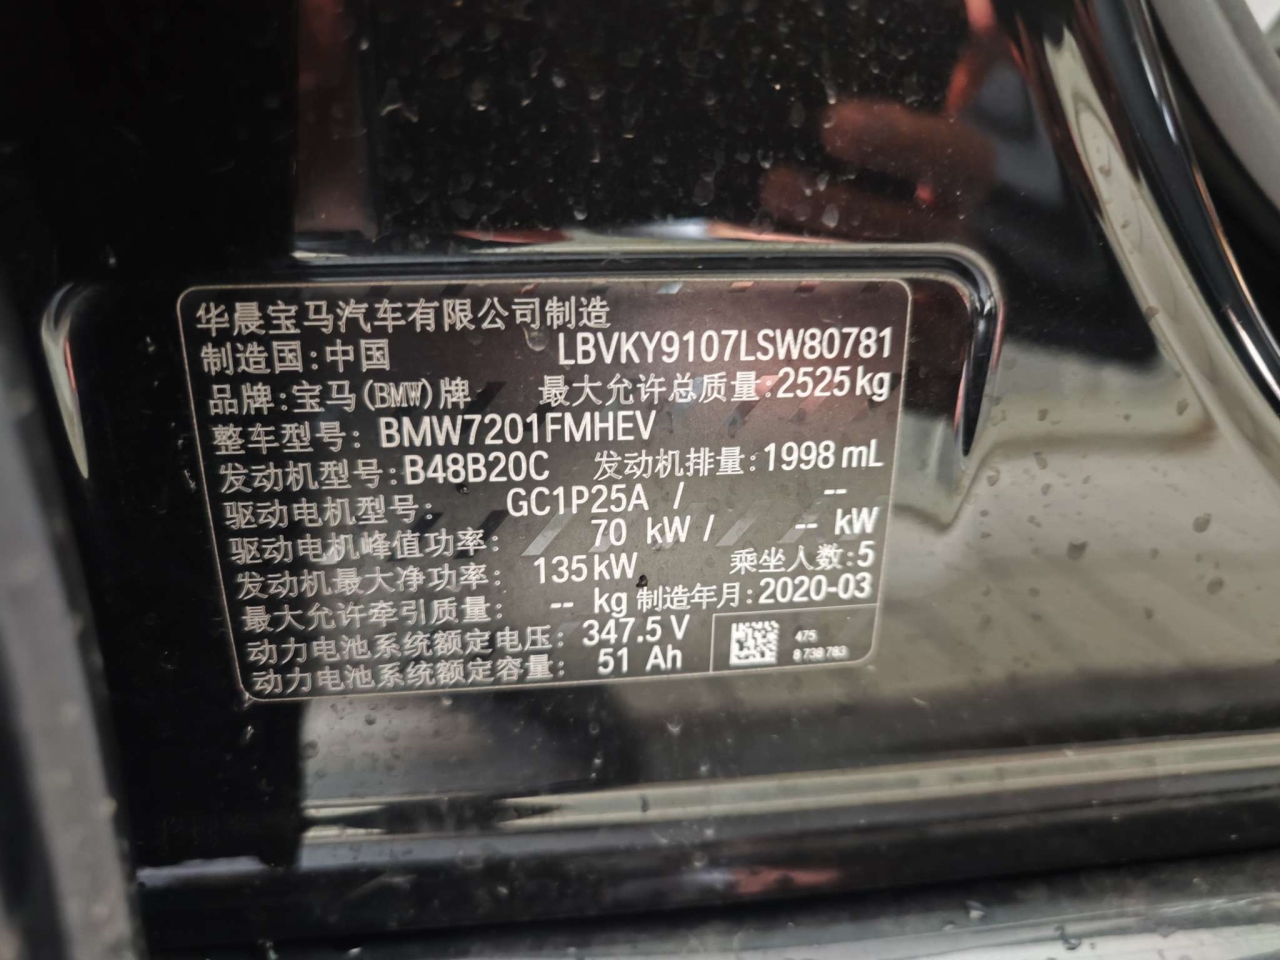 华晨宝马汽车有限公司制造
制造国:中国 LBVKY9107LSW80781
品牌:宝马(BMW)牌 最大允许总质量:2525kg
整车型号: BMW7201FMHEV
发动机型号:B48B20C 发动机排量:1998 mL
驱动电机型号: GC1P25A / --
驱动电机峰值功率: 70 kW / -- kW
发动机最大净功率: 135kW 乘坐人数:5
最大允许牵引质量: -- kg 制造年月:2020-03
动力电池系统额定电压: 347.5 V
动力电池系统额定容量: 51 Ah
475
8738783